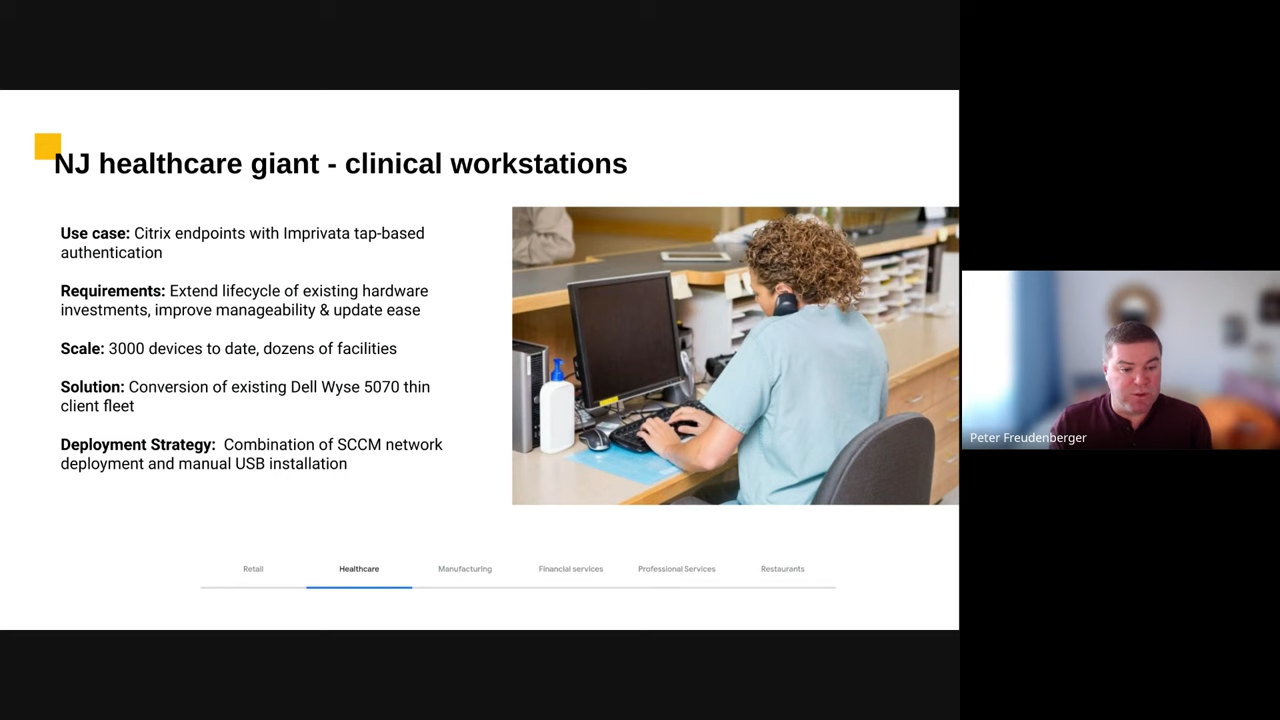 NJ healthcare giant - clinical workstations
Use case: Citrix endpoints with Imprivata tap-based
authentication
Requirements: Extend lifecycle of existing hardware
investments, improve manageability & update ease
Scale: 3000 devices to date, dozens of facilities
Solution: Conversion of existing Dell Wyse 5070 thin
client fleet
Deployment Strategy:  Combination of SCCM network
deployment and manual USB installation
Retail
Healthcare
Manufacturing
Financial services
Professional Services
Restaurants
Peter Freudenberger